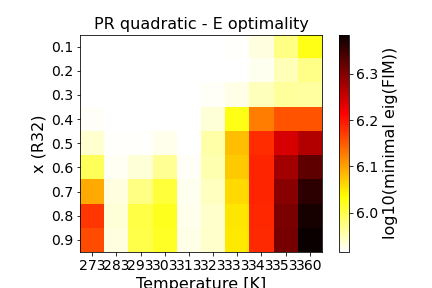 PR quadratic - E optimality
x (R32)
0.1
0.2
0.3
0.4
0.5
0.6
0.7
0.8
0.9
273 283 293 303 313 323 333 343 353 360
Temperature [K]
6.3
6.2
6.1
6.0
log10(minimal eig(FIM))